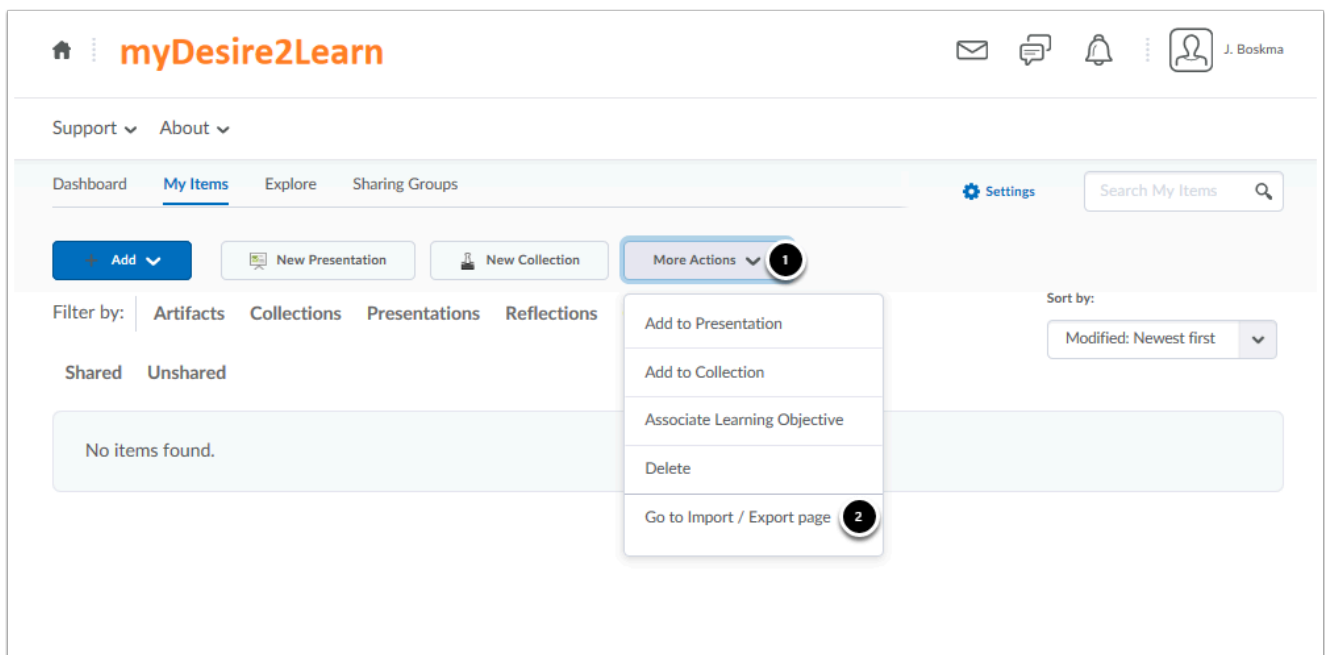 myDesire2Learn
J. Boskma
Support About
Dashboard My Items Explore Sharing Groups
Settings Search My Items
+ Add New Presentation New Collection More Actions 1
Filter by: Artifacts Collections Presentations Reflections
Sort by:
Modified: Newest first
Shared Unshared
No items found.
Add to Presentation
Add to Collection
Associate Learning Objective
Delete
Go to Import / Export page 2